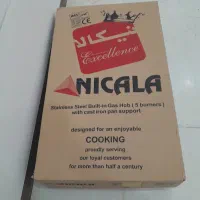 نيكالا
Excellence
NICALA
Stainless Steel Built-in Gas Hob ( 5 burners )
with cast iron pan support
designed for an enjoyable
COOKING
proudly serving
our loyal customers
for more than half a century